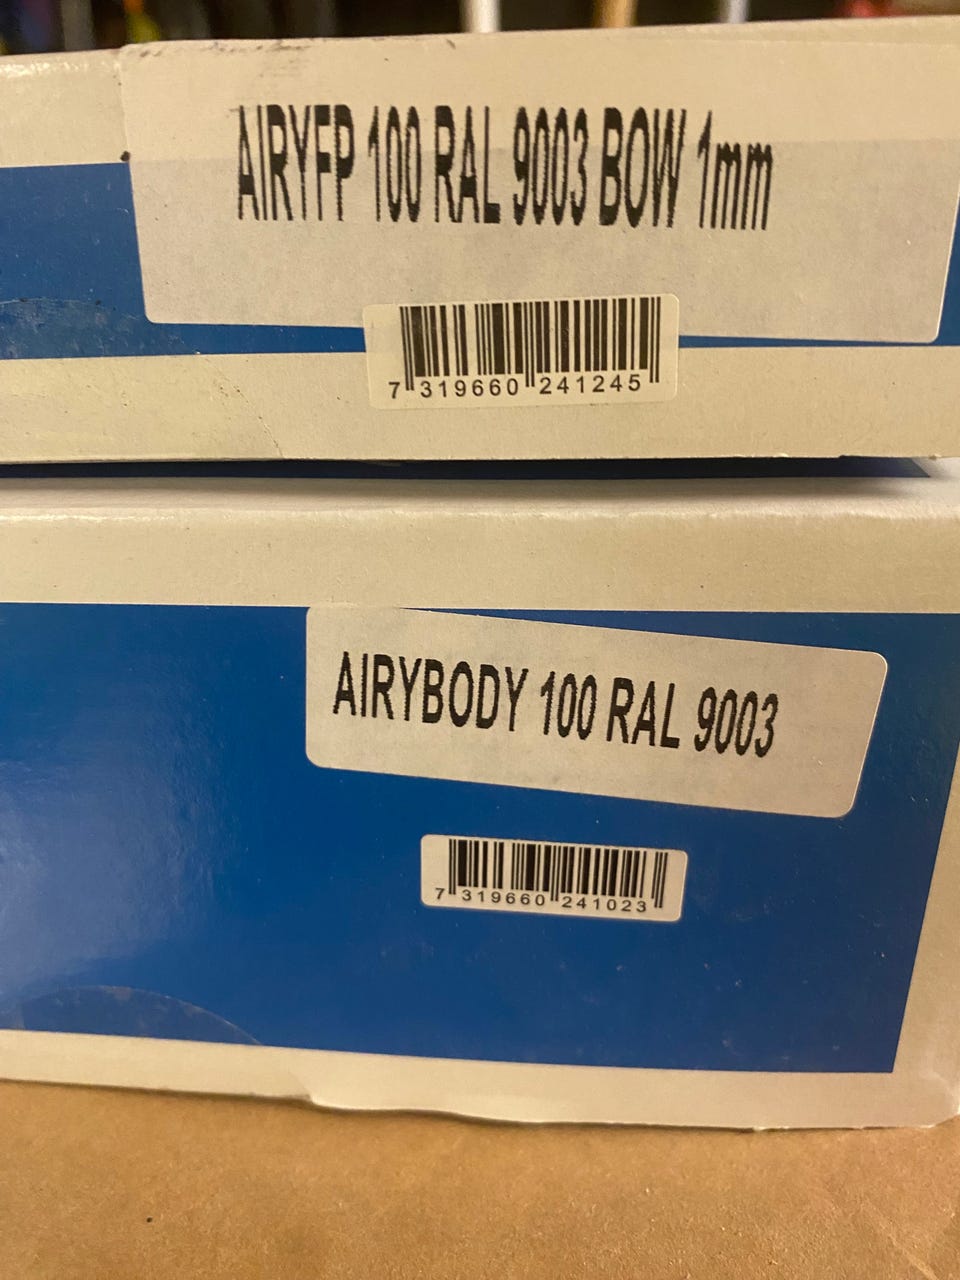 AIRYFP 100 RAL 9003 BOW 1mm
7 319660 241245
AIRYBODY 100 RAL 9003
7 319660 241023